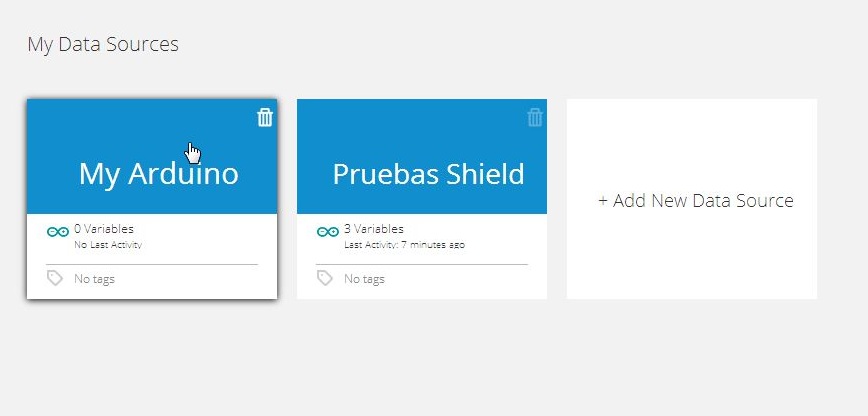 My Data Sources
My Arduino
0 Variables
No Last Activity
No tags
Pruebas Shield
3 Variables
Last Activity: 7 minutes ago
No tags
+ Add New Data Source